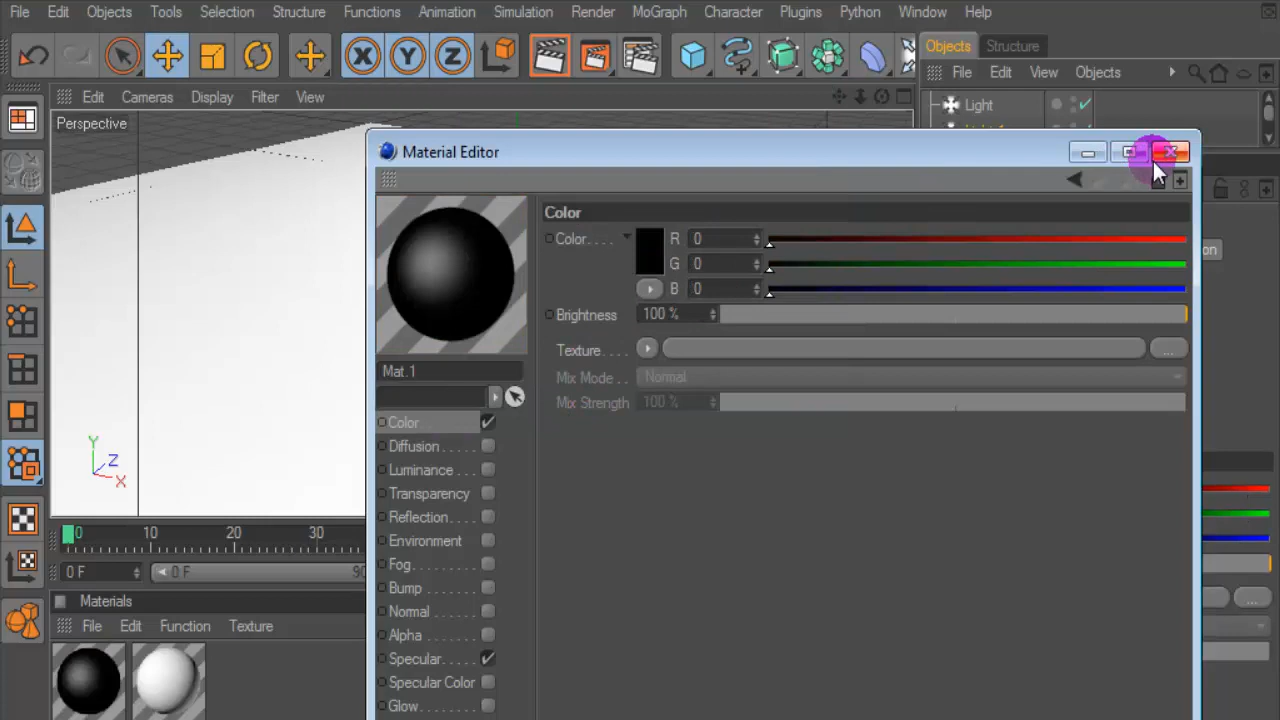 File Edit Objects Tools Selection Structure Functions Animation Simulation Render MoGraph Character Plugins Python Window Help
Objects Structure
File Edit View Objects
Edit Cameras Display Filter View
Perspective
Light
Material Editor
Color
Color. . . . R 0
G 0
B 0
Brightness 100 %
Texture. . . . . ...
Mix Mode . . Normal
Mix Strength 100 %
Mat.1
Color
Diffusion . . . . .
Luminance . . .
Transparency
Reflection. . . .
Environment
Fog. . . . . . . . .
Bump . . . . . . .
Normal . . . . . .
Alpha . . . . . . .
Specular. . . . .
Specular Color
Glow. . . . . . . .
X Y Z
Y
Z
X
0 10 20 30
0 F 0 F 90
Materials
File Edit Function Texture
on
...